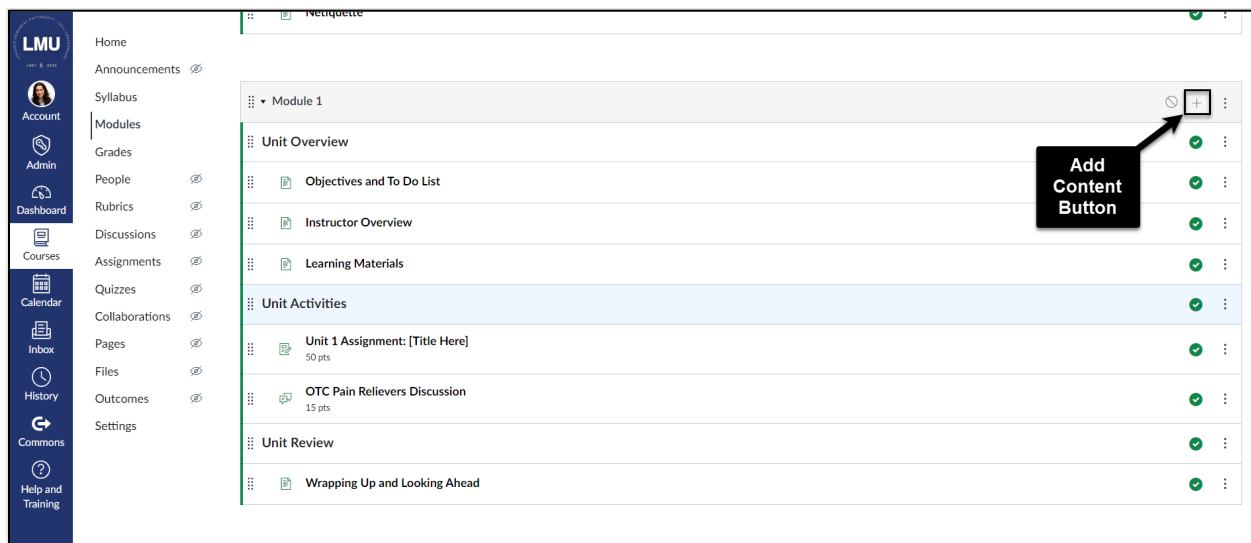 LMU
Account
Admin
Dashboard
Courses
Calendar
Inbox
History
Commons
Help and
Training
Home
Announcements
Syllabus
Modules
Grades
People
Rubrics
Discussions
Assignments
Quizzes
Collaborations
Pages
Files
Outcomes
Settings
Netiquette
Module 1
Unit Overview
Objectives and To Do List
Instructor Overview
Learning Materials
Unit Activities
Unit 1 Assignment: [Title Here]
50 pts
OTC Pain Relievers Discussion
15 pts
Unit Review
Wrapping Up and Looking Ahead
Add
Content
Button